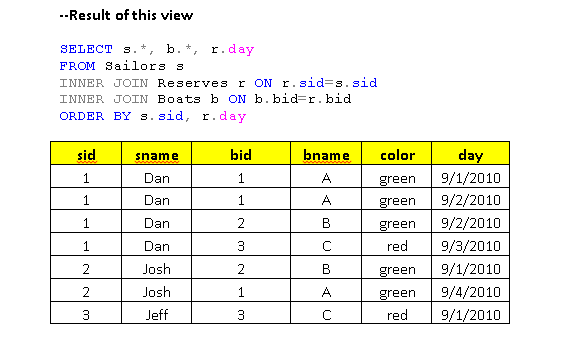 --Result of this view
SELECT s.*, b.*, r.day
FROM Sailors s
INNER JOIN Reserves r ON r.sid=s.sid
INNER JOIN Boats b ON b.bid=r.bid
ORDER BY s.sid, r.day
sid sname bid bname color day
1 Dan 1 A green 9/1/2010
1 Dan 1 A green 9/2/2010
1 Dan 2 B green 9/2/2010
1 Dan 3 C red 9/3/2010
2 Josh 2 B green 9/1/2010
2 Josh 1 A green 9/4/2010
3 Jeff 3 C red 9/1/2010